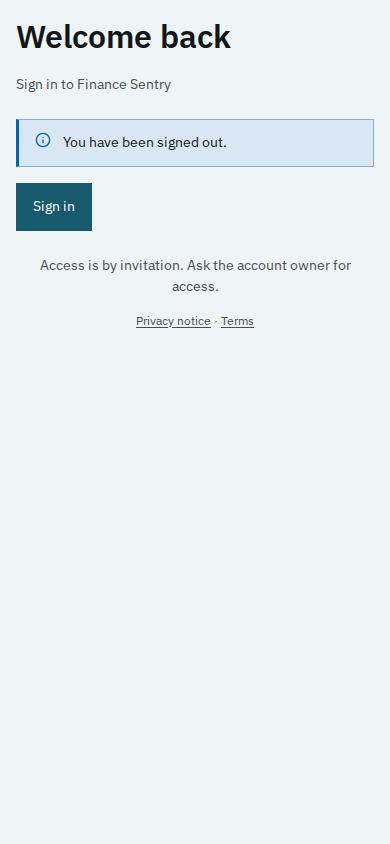 Welcome back
Sign in to Finance Sentry
You have been signed out.
Sign in
Access is by invitation. Ask the account owner for
access.
Privacy notice · Terms